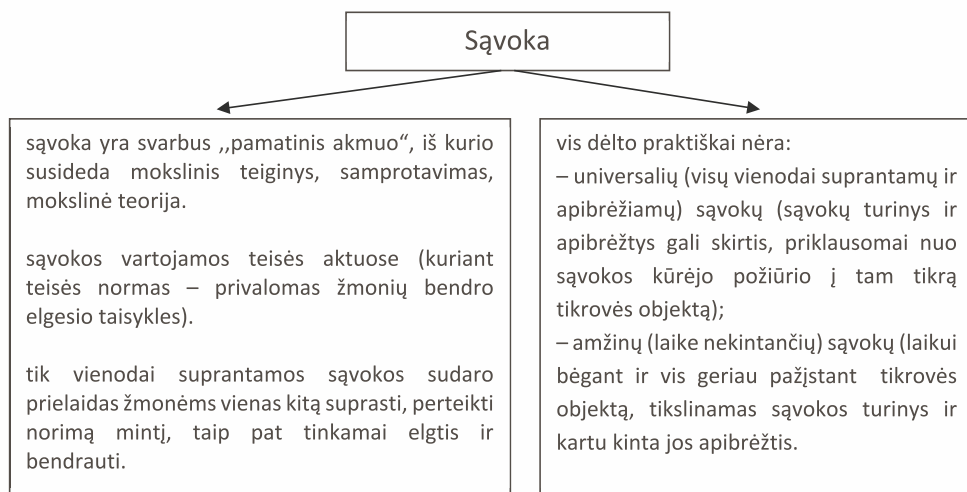 Sąvoka
sąvoka yra svarbus ,,pamatinis akmuo“, iš kurio
susideda mokslinis teiginys, samprotavimas,
mokslinė teorija.
sąvokos vartojamos teisės aktuose (kuriant
teisės normas – privalomas žmonių bendro
elgesio taisykles).
tik vienodai suprantamos sąvokos sudaro
prielaidas žmonėms vienas kitą suprasti, perteikti
norimą mintį, taip pat tinkamai elgtis ir
bendrauti.
vis dėlto praktiškai nėra:
– universalių (visų vienodai suprantamų ir
apibrėžiamų) sąvokų (sąvokų turinys ir
apibrėžtys gali skirtis, priklausomai nuo
sąvokos kūrėjo požiūrio į tam tikrą
tikrovės objektą);
– amžinų (laike nekintančių) sąvokų (laikui
bėgant ir vis geriau pažįstant tikrovės
objektą, tikslinamas sąvokos turinys ir
kartu kinta jos apibrėžtis.